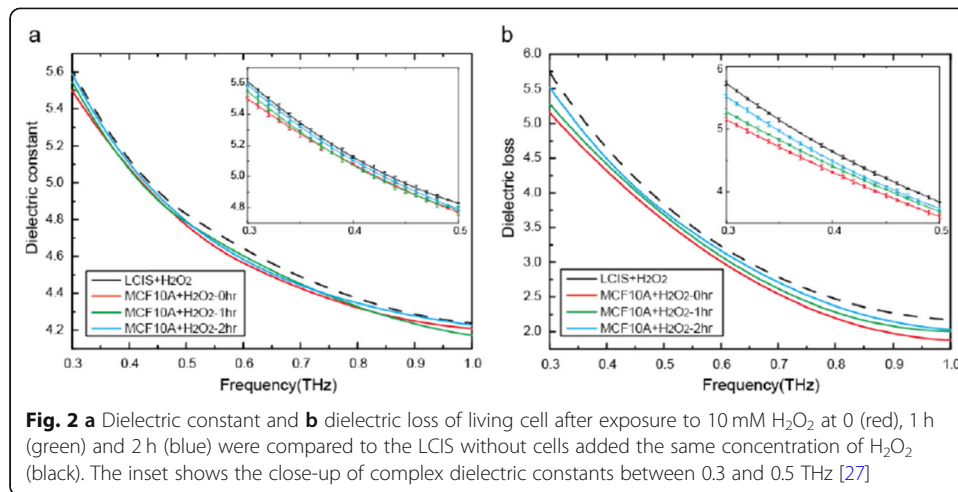 a
b
5.6
5.4
5.2
5.0
4.8
4.6
4.4
4.2
Dielectric constant
5.6
5.4
5.2
5.0
4.8
0.3 0.4 0.5
LCIS+H₂O₂
MCF10A+H₂O₂-0hr
MCF10A+H₂O₂-1hr
MCF10A+H₂O₂-2hr
0.3 0.4 0.5 0.6 0.7 0.8 0.9 1.0
Frequency(THz)
6.0
5.5
5.0
4.5
4.0
3.5
3.0
2.5
2.0
Dielectric loss
6
5
4
0.3 0.4 0.5
LCIS+H₂O₂
MCF10A+H₂O₂-0hr
MCF10A+H₂O₂-1hr
MCF10A+H₂O₂-2hr
0.3 0.4 0.5 0.6 0.7 0.8 0.9 1.0
Frequency(THz)
Fig. 2 a Dielectric constant and b dielectric loss of living cell after exposure to 10 mM H₂O₂ at 0 (red), 1 h
(green) and 2 h (blue) were compared to the LCIS without cells added the same concentration of H₂O₂
(black). The inset shows the close-up of complex dielectric constants between 0.3 and 0.5 THz [27]